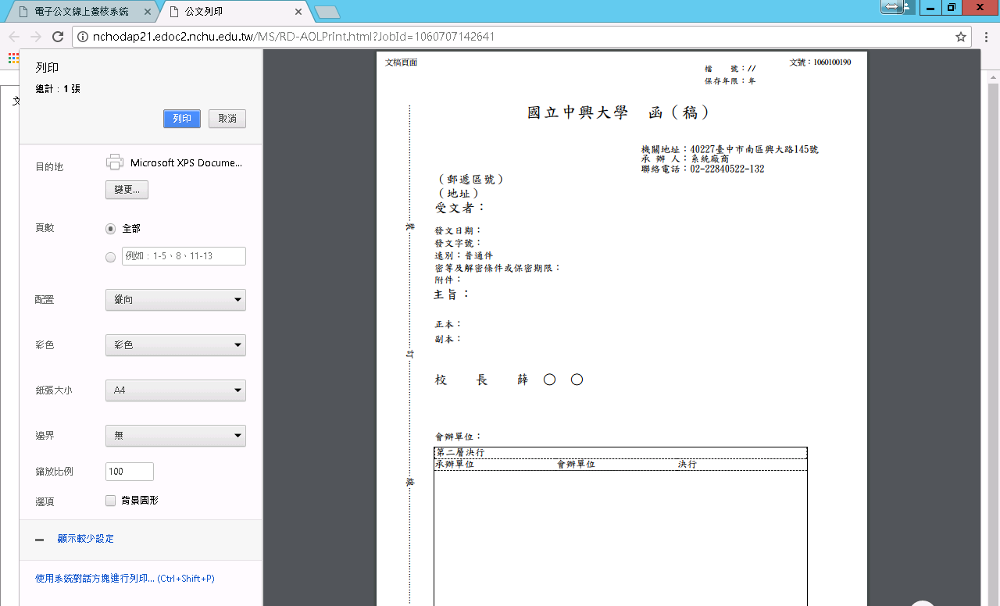 電子公文線上簽核系統
公文列印
nchodap21.edoc2.nchu.edu.tw/MS/RD-AOLPrint.html?JobId=1060707142641
文
列印
總計：1 張
列印 取消
目的地 Microsoft XPS Docume...
變更...
頁數 全部
例如：1-5、8、11-13
配置 縱向
彩色 彩色
紙張大小 A4
邊界 無
縮放比例 100
選項 背景圖形
顯示較少設定
使用系統對話方塊進行列印... (Ctrl+Shift+P)
文稿頁面 文號：1060100190
檔　號：//
保存年限：年
國立中興大學　函（稿）
機關地址：40227臺中市南區興大路145號
承 辦 人：系統廠商
聯絡電話：02-22840522-132
（郵遞區號）
（地址）
受文者：
發文日期：
發文字號：
速別：普通件
密等及解密條件或保密期限：
附件：
主旨：
正本：
副本：
校　長　薛 ○ ○
會辦單位：
第二層決行
承辦單位 會辦單位 決行
裝
訂
線